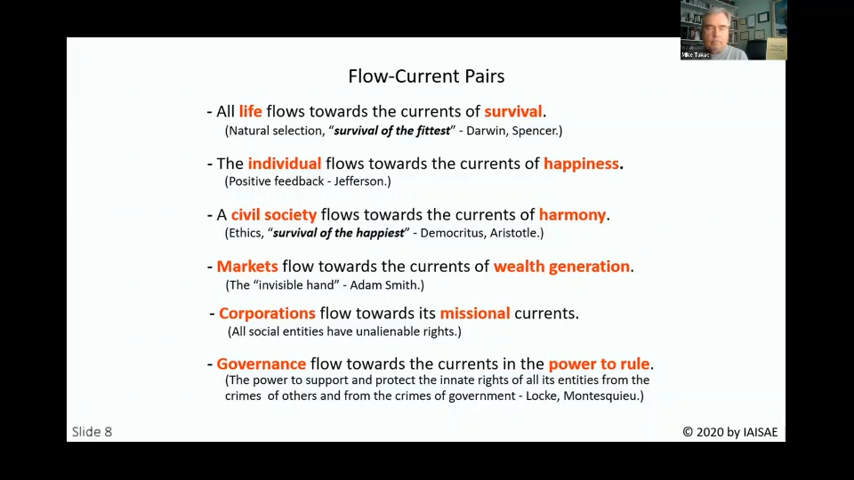 Mike Takac
Flow-Current Pairs
- All life flows towards the currents of survival.
(Natural selection, “survival of the fittest” - Darwin, Spencer.)
- The individual flows towards the currents of happiness.
(Positive feedback - Jefferson.)
- A civil society flows towards the currents of harmony.
(Ethics, “survival of the happiest” - Democritus, Aristotle.)
- Markets flow towards the currents of wealth generation.
(The “invisible hand” - Adam Smith.)
- Corporations flow towards its missional currents.
(All social entities have unalienable rights.)
- Governance flow towards the currents in the power to rule.
(The power to support and protect the innate rights of all its entities from the
crimes of others and from the crimes of government - Locke, Montesquieu.)
Slide 8
© 2020 by IAISAE